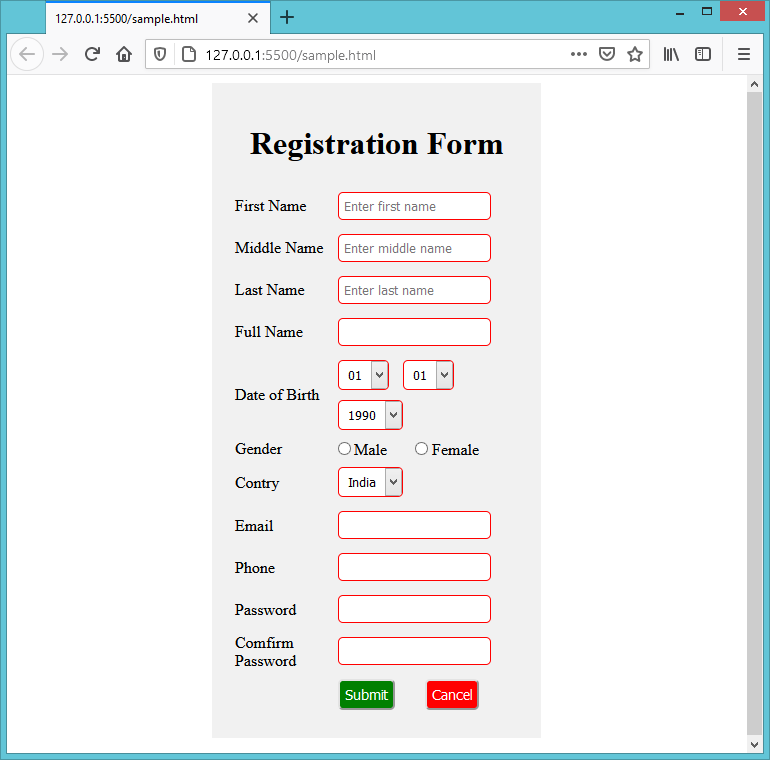 127.0.0.1:5500/sample.html
127.0.0.1:5500/sample.html
Registration Form
First Name Enter first name
Middle Name Enter middle name
Last Name Enter last name
Full Name
01 01
Date of Birth
1990
Gender Male Female
Contry India
Email
Phone
Password
Comfirm
Password
Submit Cancel